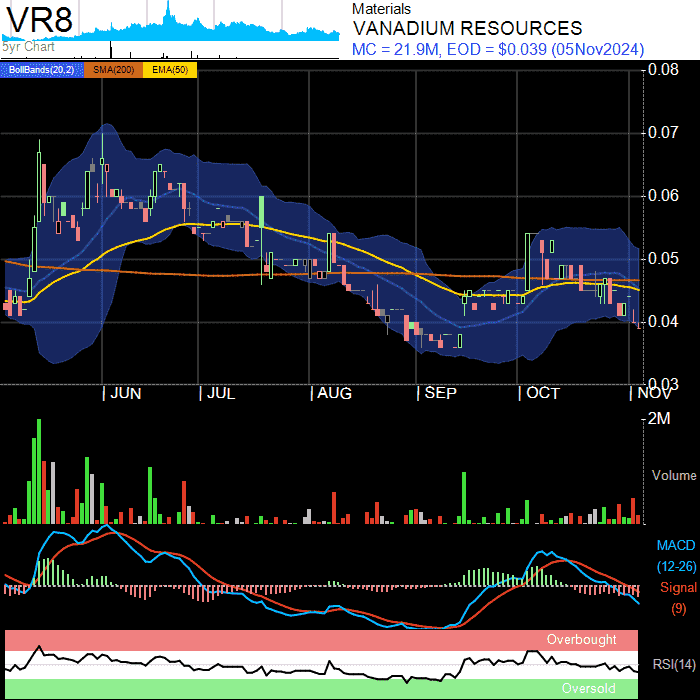 VR8
5yr Chart
Materials
VANADIUM RESOURCES
MC = 21.9M, EOD = $0.039 (05Nov2024)
BollBands(20,2) SMA(200) EMA(50)
0.08
0.07
0.06
0.05
0.04
0.03
JUN JUL AUG SEP OCT NOV
2M
Volume
MACD
(12-26)
Signal
(9)
Overbought
RSI(14)
Oversold